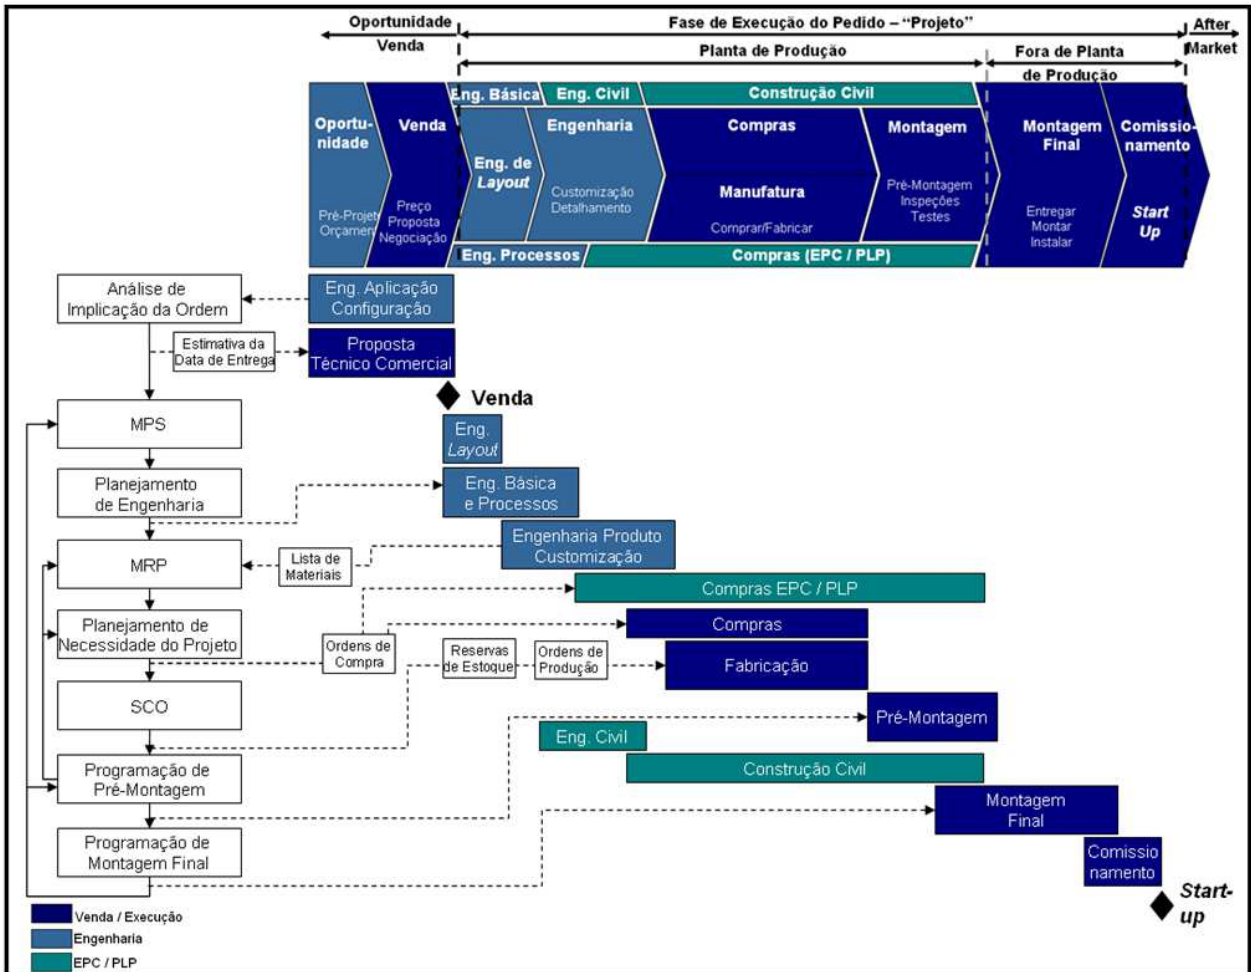 Oportunidade
Fase de Execução do Pedido – “Projeto”
After
Venda
Planta de Produção
Fora de Planta
Market
de Produção
Eng. Básica
Eng. Civil
Construção Civil
Oportu-
nidade
Venda
Engenharia
Compras
Montagem
Montagem
Final
Comissio-
namento
Eng. de
Layout
Customização
Detalhamento
Manufatura
Pré-Montagem
Inspeções
Testes
Pré-Projeto
Orçamen
Preço
Proposta
Negociação
Comprar/Fabricar
Entregar
Montar
Instalar
Start
Up
Eng. Processos
Compras (EPC / PLP)
Análise de
Implicação da Ordem
Eng. Aplicação
Configuração
Estimativa da
Data de Entrega
Proposta
Técnico Comercial
Venda
MPS
Eng.
Layout
Planejamento
de Engenharia
Eng. Básica
e Processos
MRP
Lista de
Materiais
Engenharia Produto
Customização
Compras EPC / PLP
Planejamento de
Necessidade do Projeto
Ordens de
Compra
Compras
Reservas
de Estoque
Ordens de
Produção
Fabricação
SCO
Pré-Montagem
Eng. Civil
Programação de
Pré-Montagem
Construção Civil
Montagem
Final
Programação de
Montagem Final
Comissio
namento
Start-
up
Venda / Execução
Engenharia
EPC / PLP